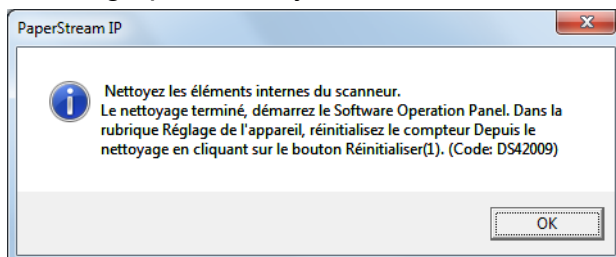 PaperStream IP
Nettoyez les éléments internes du scanneur.
Le nettoyage terminé, démarrez le Software Operation Panel. Dans la
rubrique Réglage de l'appareil, réinitialisez le compteur Depuis le
nettoyage en cliquant sur le bouton Réinitialiser(1). (Code: DS42009)
OK